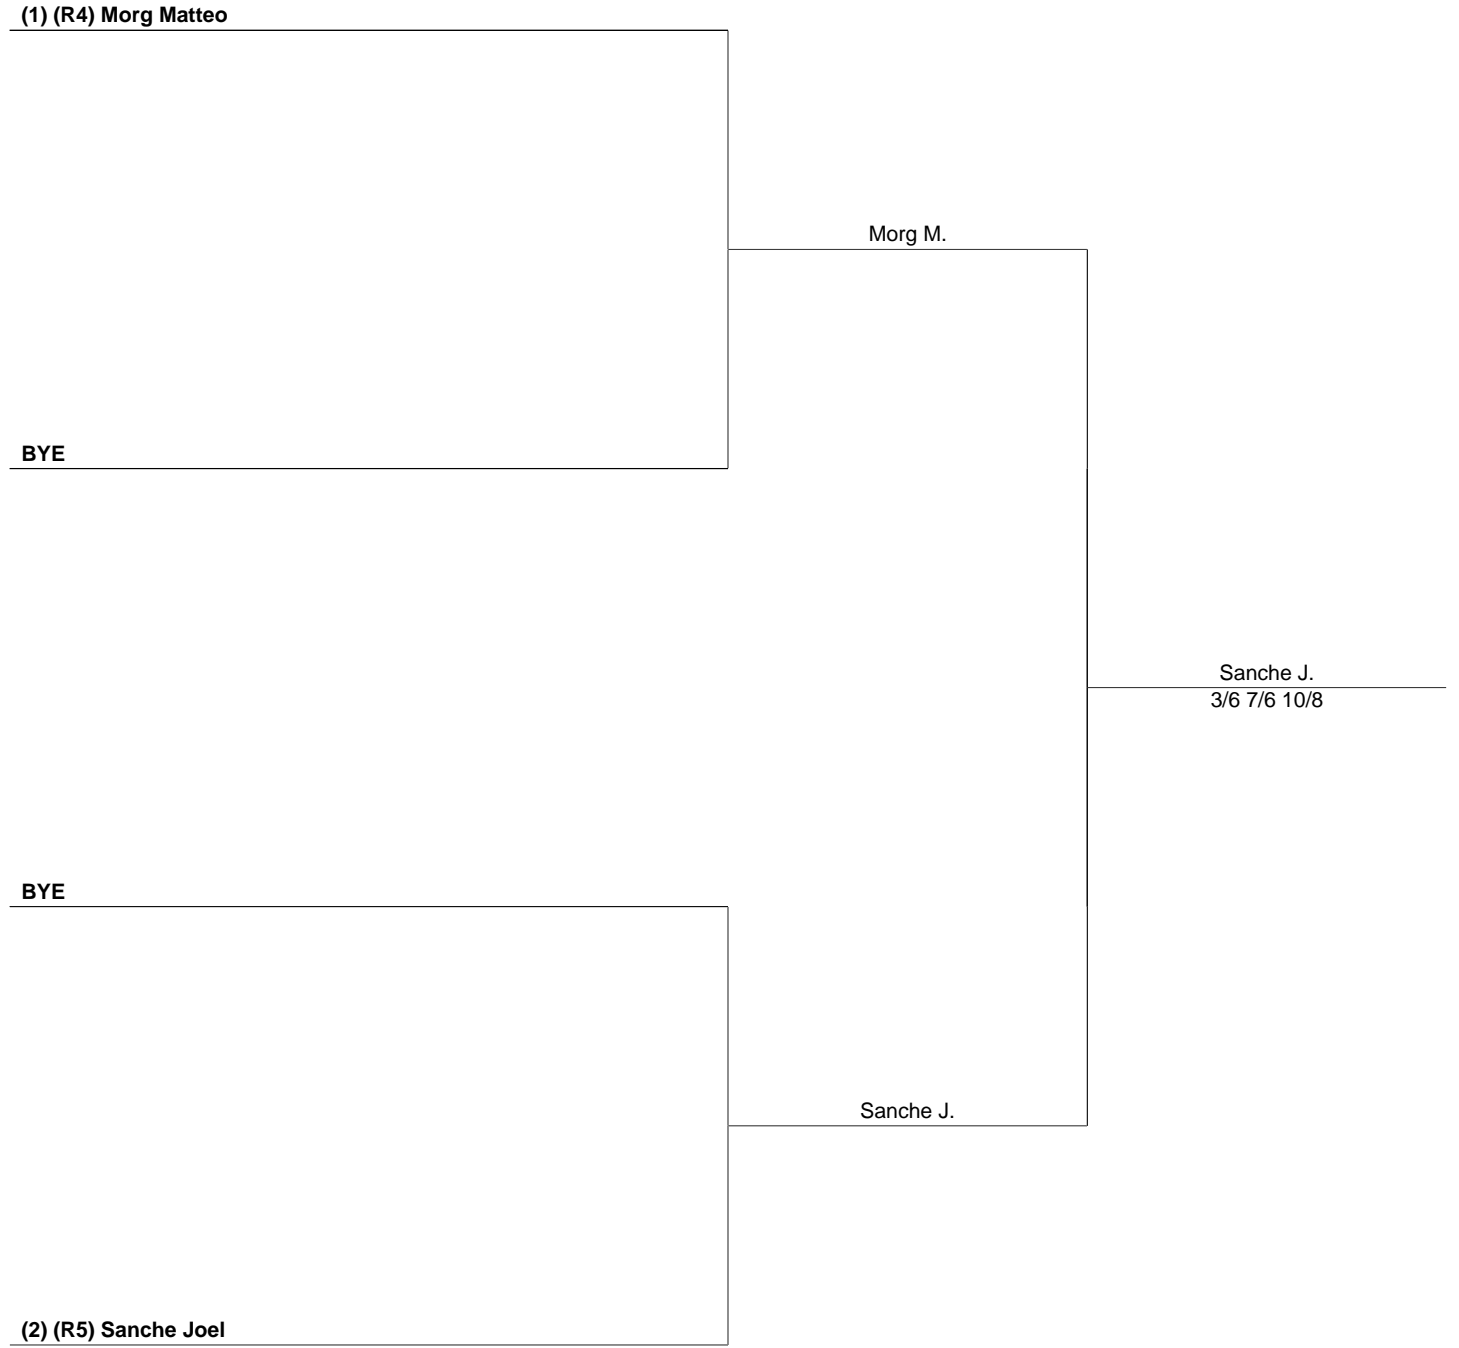 (1) (R4) Morg Matteo
Morg M.
BYE
Sanche J.
3/6 7/6 10/8
BYE
Sanche J.
(2) (R5) Sanche Joel